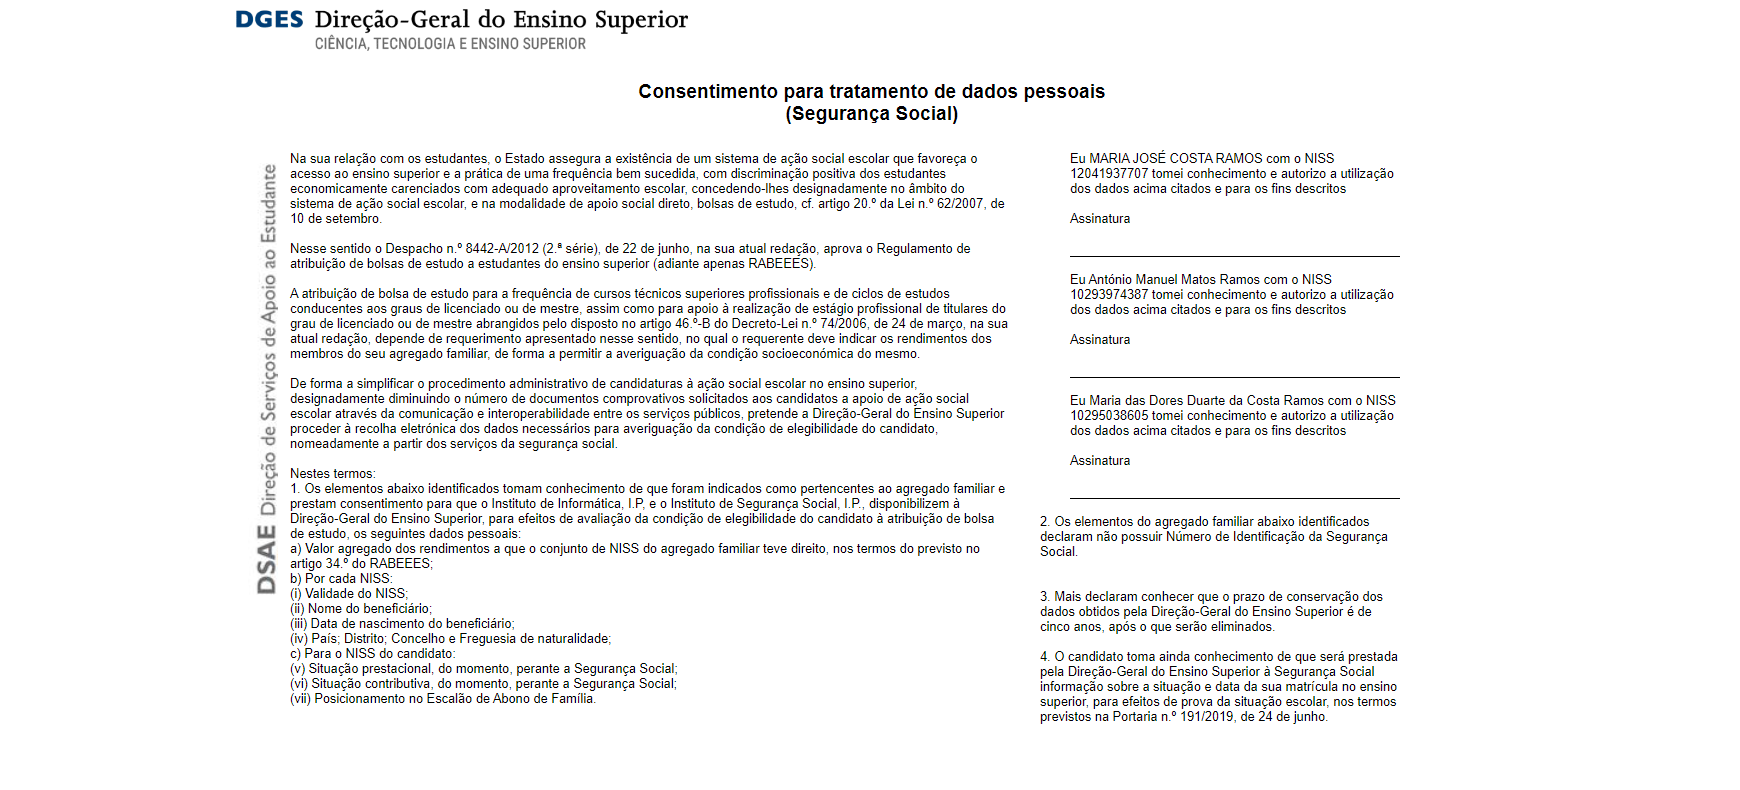 DGES Direção-Geral do Ensino Superior
CIÊNCIA, TECNOLOGIA E ENSINO SUPERIOR
Consentimento para tratamento de dados pessoais
(Segurança Social)
DSAE Direção de Serviços de Apoio ao Estudante
Na sua relação com os estudantes, o Estado assegura a existência de um sistema de ação social escolar que favoreça o
acesso ao ensino superior e a prática de uma frequência bem sucedida, com discriminação positiva dos estudantes
economicamente carenciados com adequado aproveitamento escolar, concedendo-lhes designadamente no âmbito do
sistema de ação social escolar, e na modalidade de apoio social direto, bolsas de estudo, cf. artigo 20.º da Lei n.º 62/2007, de
10 de setembro.
Nesse sentido o Despacho n.º 8442-A/2012 (2.ª série), de 22 de junho, na sua atual redação, aprova o Regulamento de
atribuição de bolsas de estudo a estudantes do ensino superior (adiante apenas RABEEES).
A atribuição de bolsa de estudo para a frequência de cursos técnicos superiores profissionais e de ciclos de estudos
conducentes aos graus de licenciado ou de mestre, assim como para apoio à realização de estágio profissional de titulares do
grau de licenciado ou de mestre abrangidos pelo disposto no artigo 46.º-B do Decreto-Lei n.º 74/2006, de 24 de março, na sua
atual redação, depende de requerimento apresentado nesse sentido, no qual o requerente deve indicar os rendimentos dos
membros do seu agregado familiar, de forma a permitir a averiguação da condição socioeconómica do mesmo.
De forma a simplificar o procedimento administrativo de candidaturas à ação social escolar no ensino superior,
designadamente diminuindo o número de documentos comprovativos solicitados aos candidatos a apoio de ação social
escolar através da comunicação e interoperabilidade entre os serviços públicos, pretende a Direção-Geral do Ensino Superior
proceder à recolha eletrónica dos dados necessários para averiguação da condição de elegibilidade do candidato,
nomeadamente a partir dos serviços da segurança social.
Nestes termos:
1. Os elementos abaixo identificados tomam conhecimento de que foram indicados como pertencentes ao agregado familiar e
prestam consentimento para que o Instituto de Informática, I.P, e o Instituto de Segurança Social, I.P., disponibilizem à
Direção-Geral do Ensino Superior, para efeitos de avaliação da condição de elegibilidade do candidato à atribuição de bolsa
de estudo, os seguintes dados pessoais:
a) Valor agregado dos rendimentos a que o conjunto de NISS do agregado familiar teve direito, nos termos do previsto no
artigo 34.º do RABEEES;
b) Por cada NISS:
(i) Validade do NISS;
(ii) Nome do beneficiário;
(iii) Data de nascimento do beneficiário;
(iv) País; Distrito; Concelho e Freguesia de naturalidade;
c) Para o NISS do candidato:
(v) Situação prestacional, do momento, perante a Segurança Social;
(vi) Situação contributiva, do momento, perante a Segurança Social;
(vii) Posicionamento no Escalão de Abono de Família.
Eu MARIA JOSÉ COSTA RAMOS com o NISS
12041937707 tomei conhecimento e autorizo a utilização
dos dados acima citados e para os fins descritos
Assinatura
Eu António Manuel Matos Ramos com o NISS
10293974387 tomei conhecimento e autorizo a utilização
dos dados acima citados e para os fins descritos
Assinatura
Eu Maria das Dores Duarte da Costa Ramos com o NISS
10295038605 tomei conhecimento e autorizo a utilização
dos dados acima citados e para os fins descritos
Assinatura
2. Os elementos do agregado familiar abaixo identificados
declaram não possuir Número de Identificação da Segurança
Social.
3. Mais declaram conhecer que o prazo de conservação dos
dados obtidos pela Direção-Geral do Ensino Superior é de
cinco anos, após o que serão eliminados.
4. O candidato toma ainda conhecimento de que será prestada
pela Direção-Geral do Ensino Superior à Segurança Social
informação sobre a situação e data da sua matrícula no ensino
superior, para efeitos de prova da situação escolar, nos termos
previstos na Portaria n.º 191/2019, de 24 de junho.